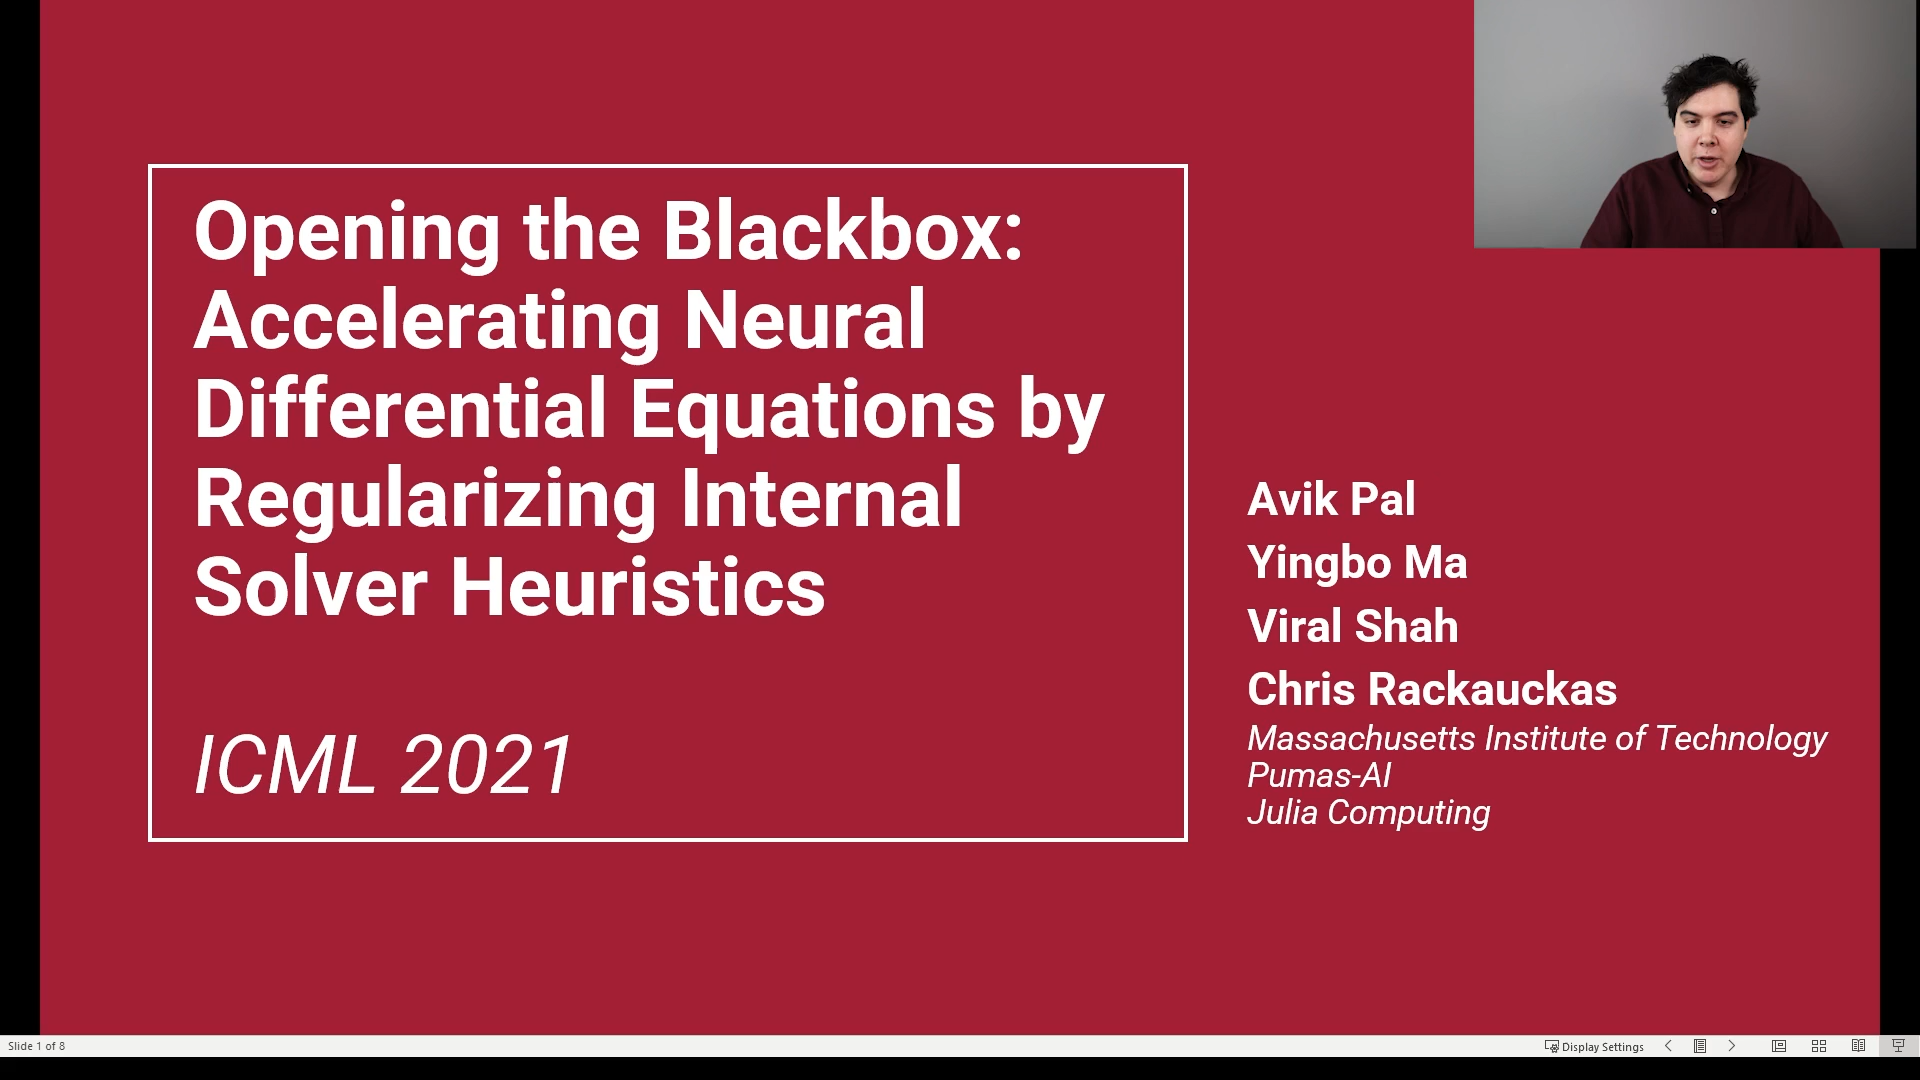 Opening the Blackbox:
Accelerating Neural
Differential Equations by
Regularizing Internal
Solver Heuristics
ICML 2021
Avik Pal
Yingbo Ma
Viral Shah
Chris Rackauckas
Massachusetts Institute of Technology
Pumas-AI
Julia Computing
Slide 1 of 8
Display Settings